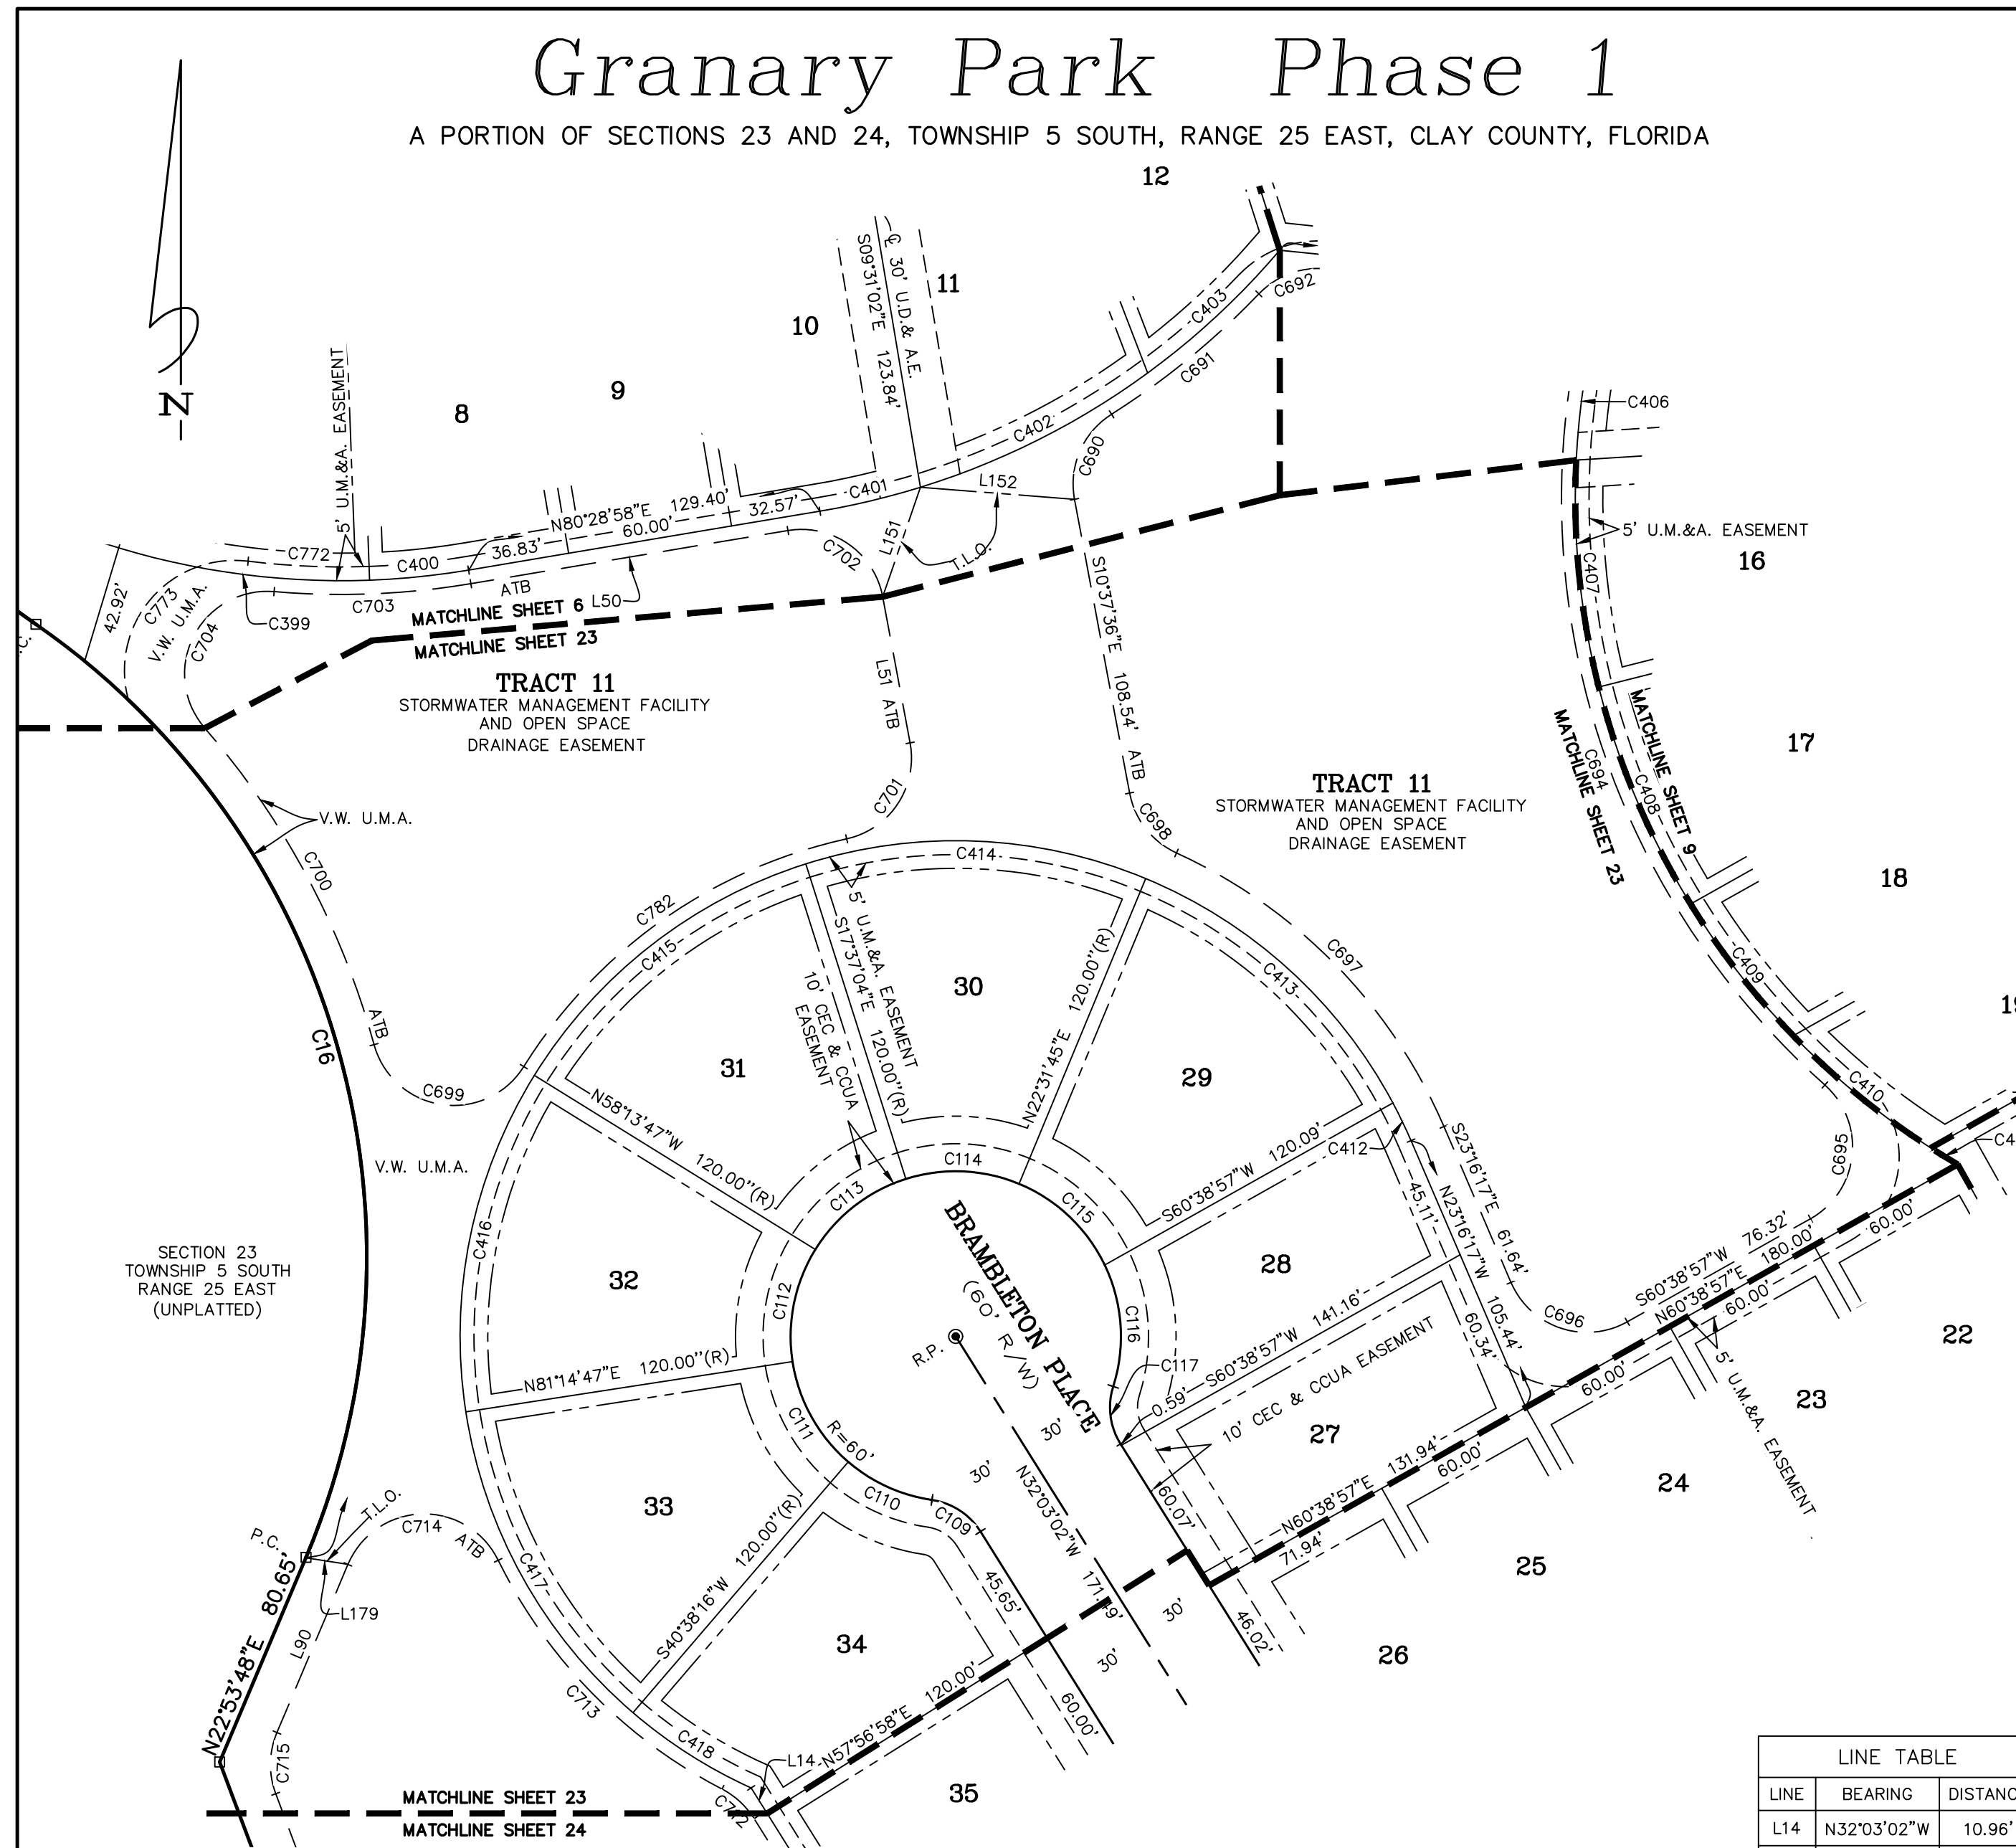 Granary Park Phase 1
A PORTION OF SECTIONS 23 AND 24, TOWNSHIP 5 SOUTH, RANGE 25 EAST, CLAY COUNTY, FLORIDA
N
12
11
10
9
8
S09°31'02"E 123.84'
℄ 30' U.D.& A.E.
5' U.M.&A. EASEMENT
C403
C692
C691
C402
C690
C401
L152
L151
T.L.O.
N80°28'58"E 129.40'
36.83'
60.00'
32.57'
C772
C400
C702
C703
ATB
L50
C399
C773
V.W. U.M.A.
C704
42.92'
.C.
MATCHLINE SHEET 6
MATCHLINE SHEET 23
TRACT 11
STORMWATER MANAGEMENT FACILITY
AND OPEN SPACE
DRAINAGE EASEMENT
L51 ATB
C701
S10°37'36"E 108.54' ATB
C698
TRACT 11
STORMWATER MANAGEMENT FACILITY
AND OPEN SPACE
DRAINAGE EASEMENT
C406
5' U.M.&A. EASEMENT
16
C407
17
C694
C408
MATCHLINE SHEET 9
MATCHLINE SHEET 23
18
C409
19
C410
C695
C4
V.W. U.M.A.
C700
ATB
C16
C699
V.W. U.M.A.
SECTION 23
TOWNSHIP 5 SOUTH
RANGE 25 EAST
(UNPLATTED)
C782
C414
C415
5' U.M.&A. EASEMENT
S17°37'04"E 120.00"(R)
10' CEC & CCUA
EASEMENT
30
N22°31'45"E 120.00"(R)
C413
C697
29
31
N58°13'47"W 120.00"(R)
C113
C114
C115
S60°38'57"W 120.09'
C412
45.11'
N23°16'17"W 105.44'
S23°16'17"E 61.64'
C416
32
C112
BRAMBLETON PLACE
(60' R/W)
R.P.
C116
28
S60°38'57"W 141.16'
0.59'
60.34'
C117
C696
S60°38'57"W 76.32'
N60°38'57"E 180.00'
60.00'
60.00'
60.00'
22
23
5' U.M.&A. EASEMENT
N81°14'47"E 120.00"(R)
C111
R=60'
C110
C109
30'
30'
N32°03'02"W 171.49'
10' CEC & CCUA EASEMENT
27
N60°38'57"E 131.94'
60.00'
71.94'
60.07'
24
25
26
33
S40°38'16"W 120.00"(R)
C417
34
45.65'
60.00'
30'
30'
46.02'
P.C.
T.L.O.
C714
ATB
L179
L90
N22°53'48"E 80.65'
C715
C713
C418
L14
N57°56'58"E 120.00'
C712
35
MATCHLINE SHEET 23
MATCHLINE SHEET 24
LINE TABLE
LINE BEARING DISTANC
L14 N32°03'02"W 10.96'